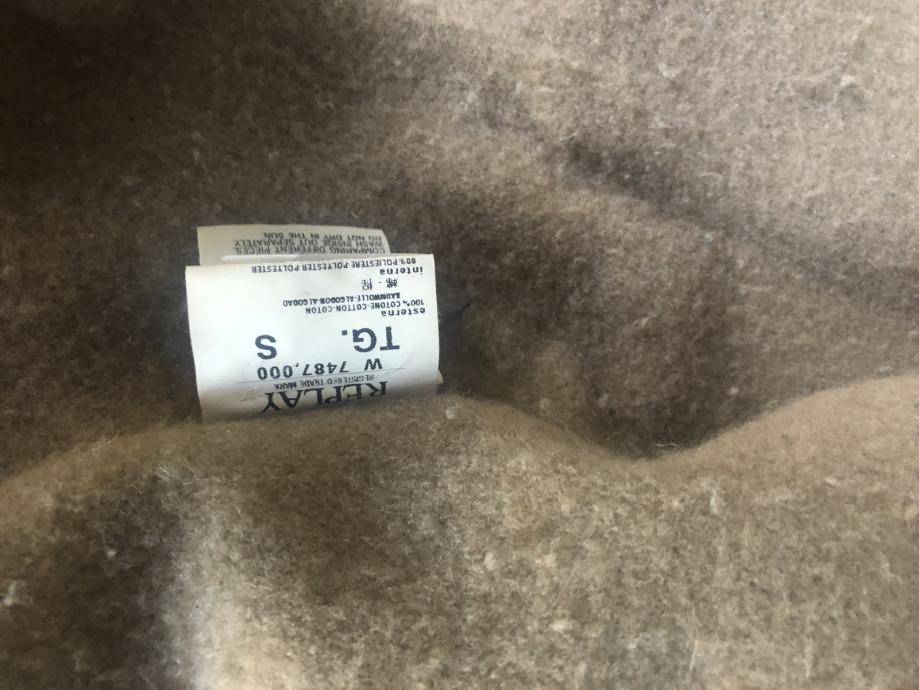 REPLAY
REGISTERED TRADE MARK
W 7487.000
TG. S
esterna
100% COTONE-COTTON-COTON
BAUMWOLLE-ALGODON-ALGODAO
interna
80% POLIESTERE-POLYESTER-POLYESTER
COMPARING DIFFERENT PIECES.
WASH INSIDE OUT SEPARATELY.
DO NOT DRY IN THE SUN.